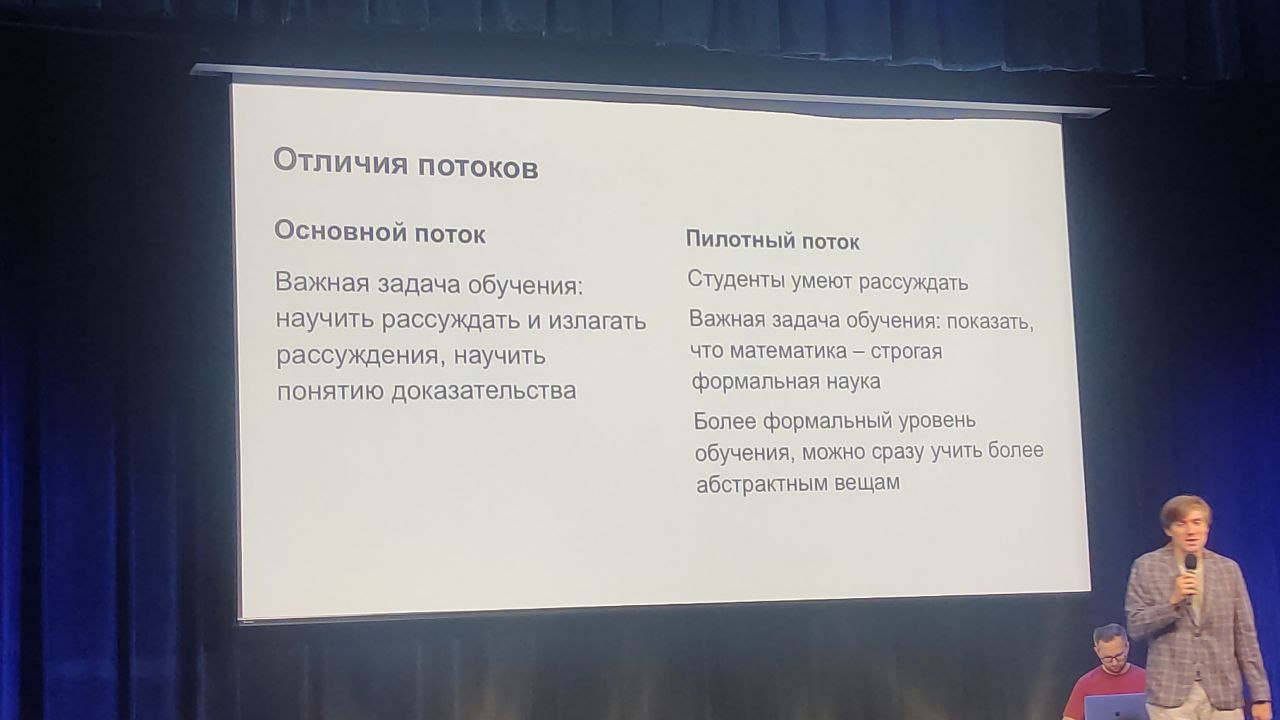 Отличия потоков
Основной поток
Важная задача обучения:
научить рассуждать и излагать
рассуждения, научить
понятию доказательства
Пилотный поток
Студенты умеют рассуждать
Важная задача обучения: показать,
что математика – строгая
формальная наука
Более формальный уровень
обучения, можно сразу учить более
абстрактным вещам